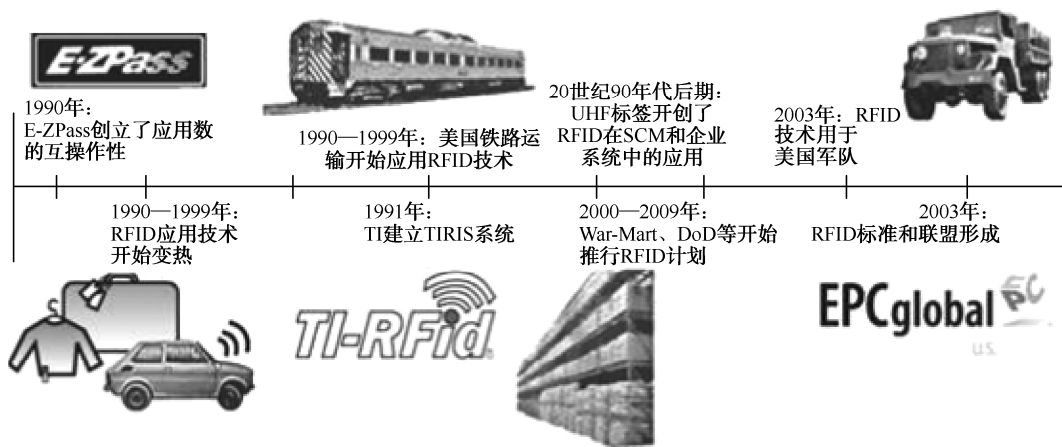 E-ZPass
1990年：
E-ZPass创立了应用数
的互操作性
1990—1999年：美国铁路运
输开始应用RFID技术
20世纪90年代后期：
UHF标签开创了
RFID在SCM和企业
系统中的应用
2003年：RFID
技术用于
美国军队
1990—1999年：
RFID应用技术
开始变热
1991年：
TI建立TIRIS系统
2000—2009年：
War-Mart、DoD等开始
推行RFID计划
2003年：
RFID标准和联盟形成
TI-RFid
EPCglobal
EPC
U.S.